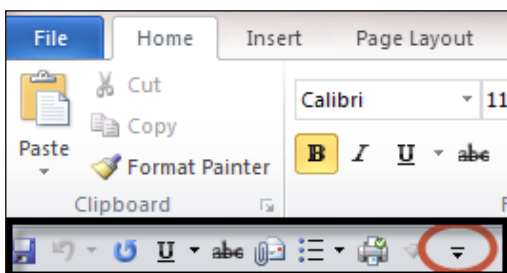 File Home Insert Page Layout
Cut
Calibri 11
Copy
Paste
B I U abc
Format Painter
Clipboard
U abc